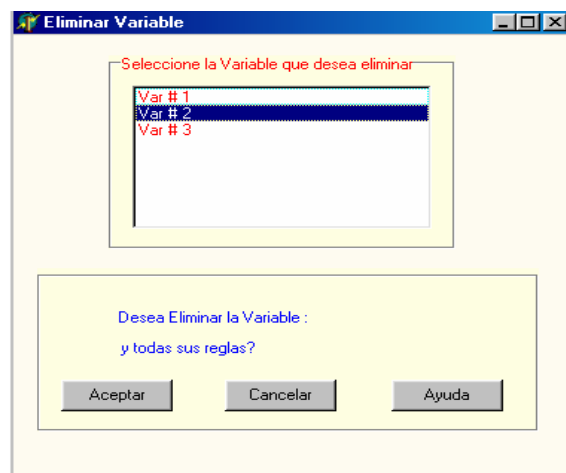 Eliminar Variable
Seleccione la Variable que desea eliminar
Var # 1
Var # 2
Var # 3
Desea Eliminar la Variable :
y todas sus reglas?
Aceptar Cancelar Ayuda